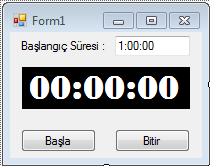 Form1
Başlangıç Süresi : 1:00:00
00:00:00
Başla Bitir